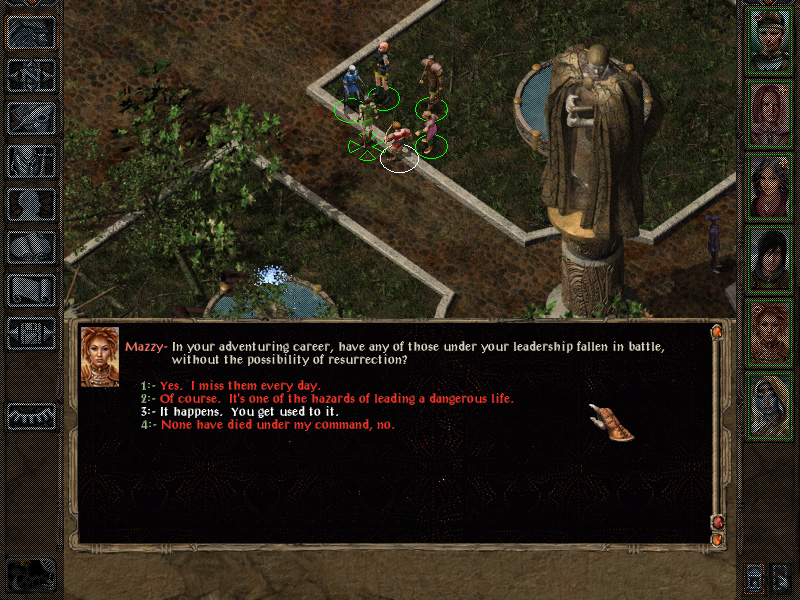 Mazzy- In your adventuring career, have any of those under your leadership fallen in battle,
without the possibility of resurrection?
1:- Yes. I miss them every day.
2:- Of course. It's one of the hazards of leading a dangerous life.
3:- It happens. You get used to it.
4:- None have died under my command, no.